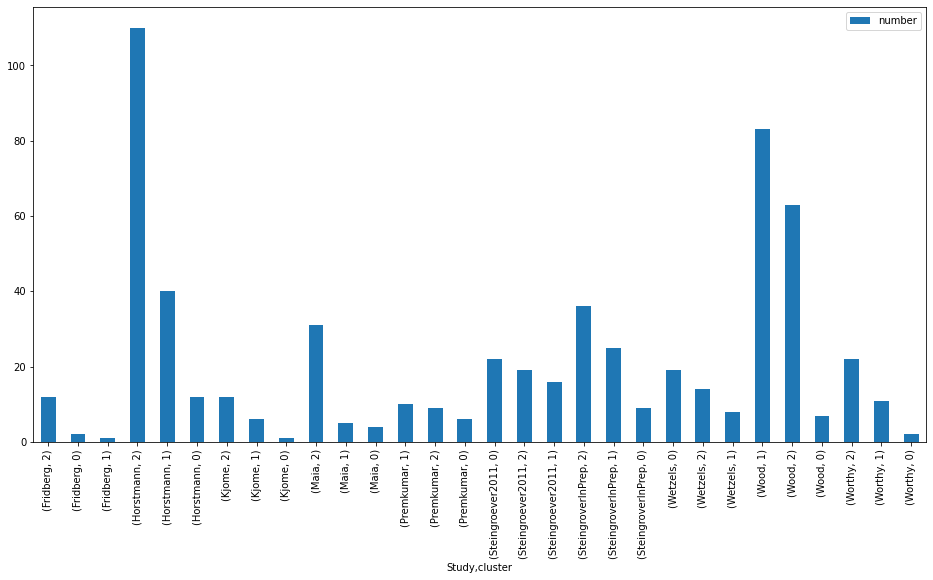 number
100
80
60
40
20
0
(Fridberg, 2)
(Fridberg, 0)
(Fridberg, 1)
(Horstmann, 2)
(Horstmann, 1)
(Horstmann, 0)
(Kjome, 2)
(Kjome, 1)
(Kjome, 0)
(Maia, 2)
(Maia, 1)
(Maia, 0)
(Premkumar, 1)
(Premkumar, 2)
(Premkumar, 0)
(Steingroever2011, 0)
(Steingroever2011, 2)
(Steingroever2011, 1)
(SteingroverInPrep, 2)
(SteingroverInPrep, 1)
(SteingroverInPrep, 0)
(Wetzels, 0)
(Wetzels, 2)
(Wetzels, 1)
(Wood, 1)
(Wood, 2)
(Wood, 0)
(Worthy, 2)
(Worthy, 1)
(Worthy, 0)
Study,cluster